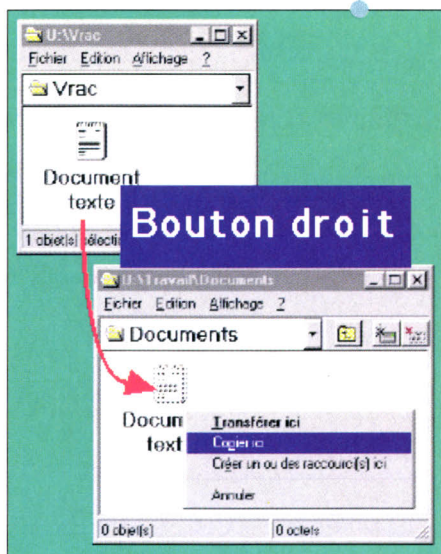 U:\Vrac
Fichier Edition Affichage ?
Vrac
Document
texte
1 objet(s) sélecti
Bouton droit
U:\Travail\Documents
Fichier Edition Affichage ?
Documents
Docum
text
Transférer ici
Copier ici
Créer un ou des raccourci(s) ici
Annuler
0 objet(s) 0 octets